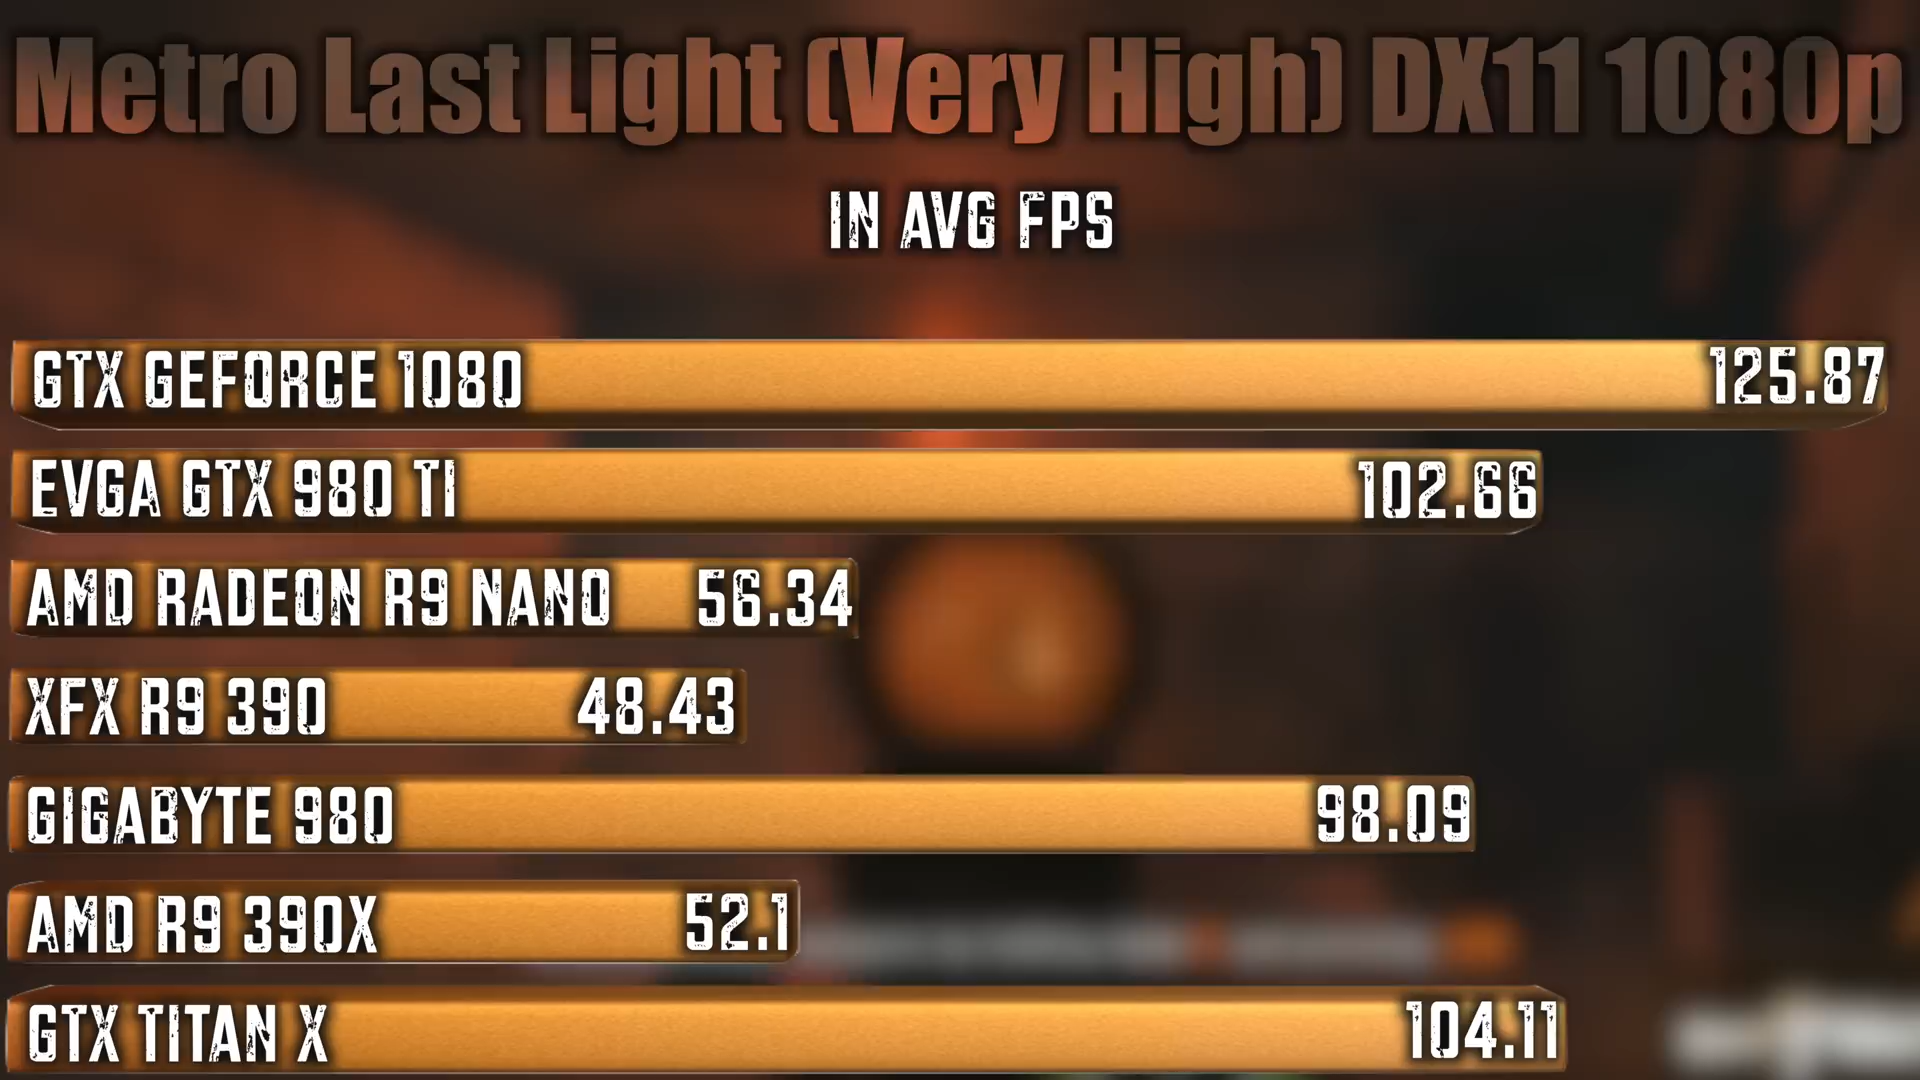 Metro Last Light (Very High) DX11 1080p
IN AVG FPS
GTX GEFORCE 1080 125.87
EVGA GTX 980 TI 102.66
AMD RADEON R9 NANO 56.34
XFX R9 390 48.43
GIGABYTE 980 98.09
AMD R9 390X 52.1
GTX TITAN X 104.11